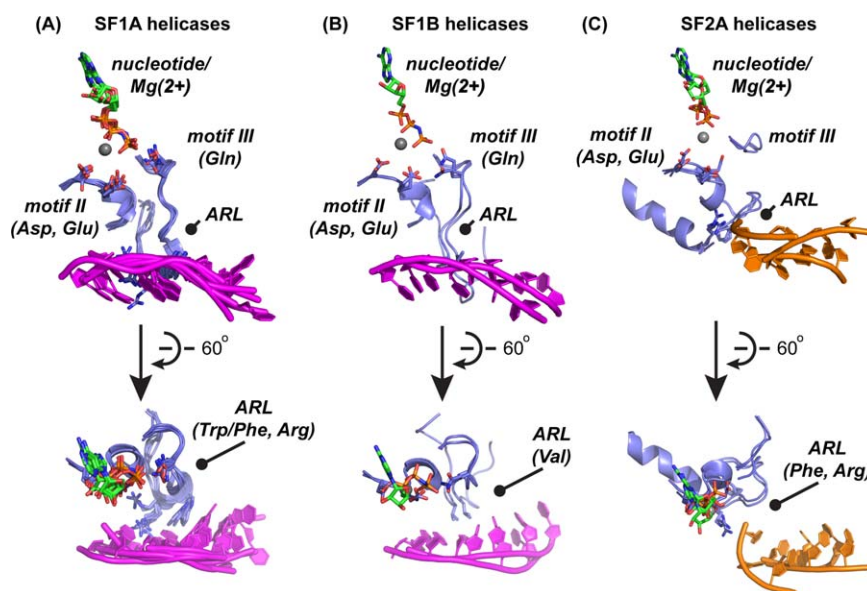 (A) SF1A helicases
nucleotide/
Mg(2+)
motif III
(Gln)
motif II
(Asp, Glu)
ARL
60°
ARL
(Trp/Phe, Arg)
(B) SF1B helicases
nucleotide/
Mg(2+)
motif III
(Gln)
motif II
(Asp, Glu)
ARL
60°
ARL
(Val)
(C) SF2A helicases
nucleotide/
Mg(2+)
motif II
(Asp, Glu)
motif III
ARL
60°
ARL
(Phe, Arg)